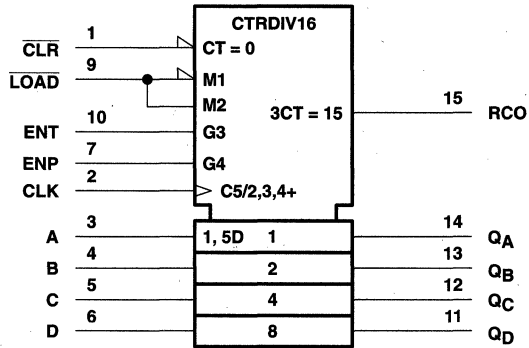 CTRDIV16
1
CLR CT = 0
9
LOAD M1
M2
15
3CT = 15 RCO
10
ENT G3
7
ENP G4
2
CLK C5/2,3,4+
3 14
A 1, 5D 1 QA
4 13
B 2 QB
5 12
C 4 QC
6 11
D 8 QD